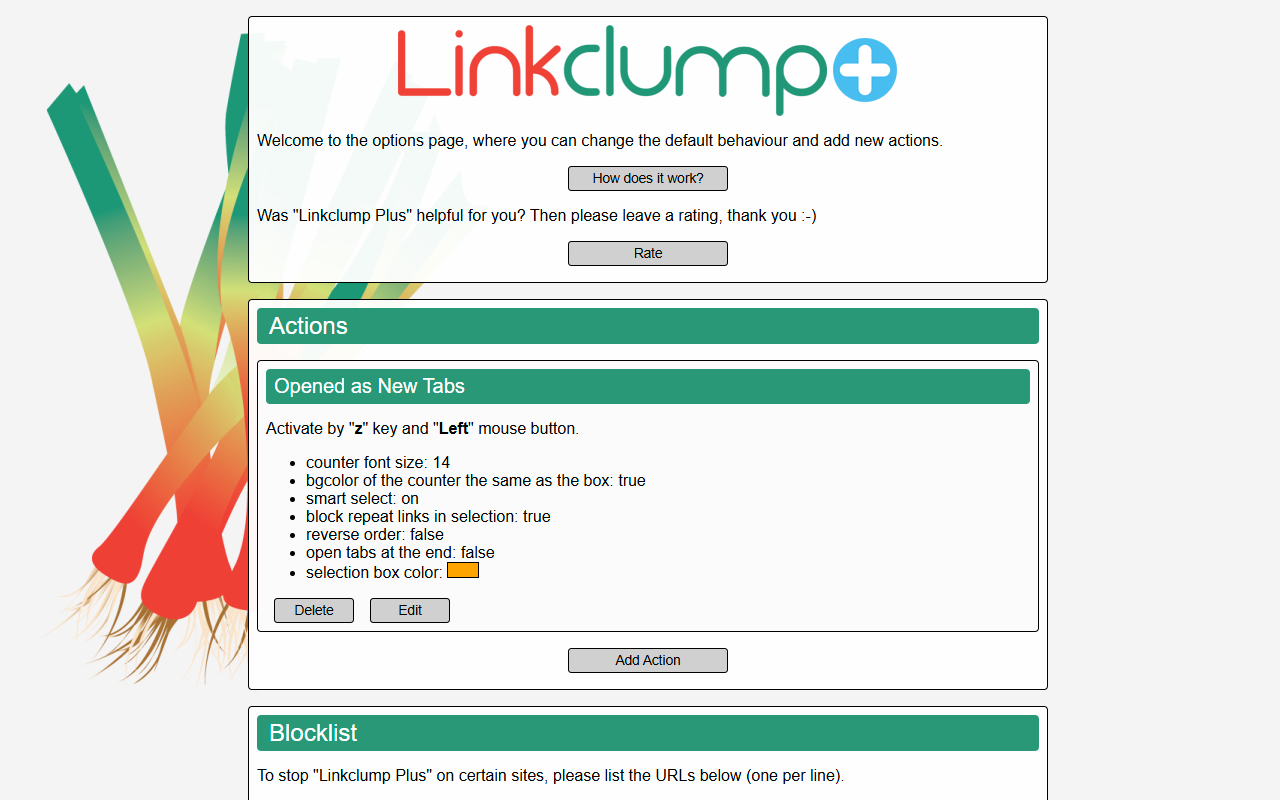 Linkclump+
Welcome to the options page, where you can change the default behaviour and add new actions.
How does it work?
Was "Linkclump Plus" helpful for you? Then please leave a rating, thank you :-)
Rate
Actions
Opened as New Tabs
Activate by "z" key and "Left" mouse button.
• counter font size: 14
• bgcolor of the counter the same as the box: true
• smart select: on
• block repeat links in selection: true
• reverse order: false
• open tabs at the end: false
• selection box color:
Delete Edit
Add Action
Blocklist
To stop "Linkclump Plus" on certain sites, please list the URLs below (one per line).